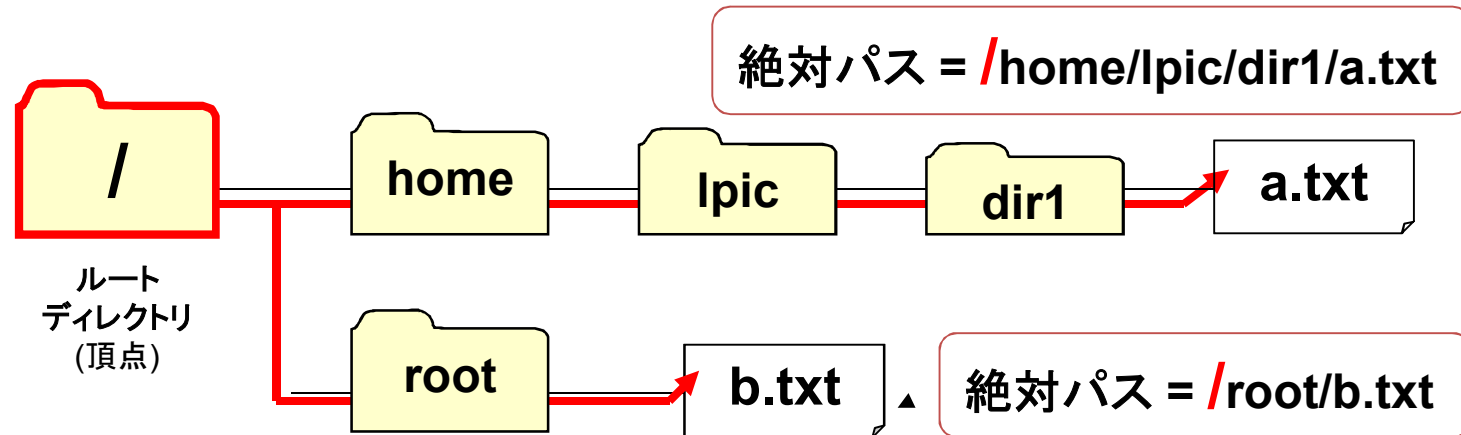 絶対パス = /home/lpic/dir1/a.txt
/
home
lpic
dir1
a.txt
ルート
ディレクトリ
(頂点)
root
b.txt
絶対パス = /root/b.txt